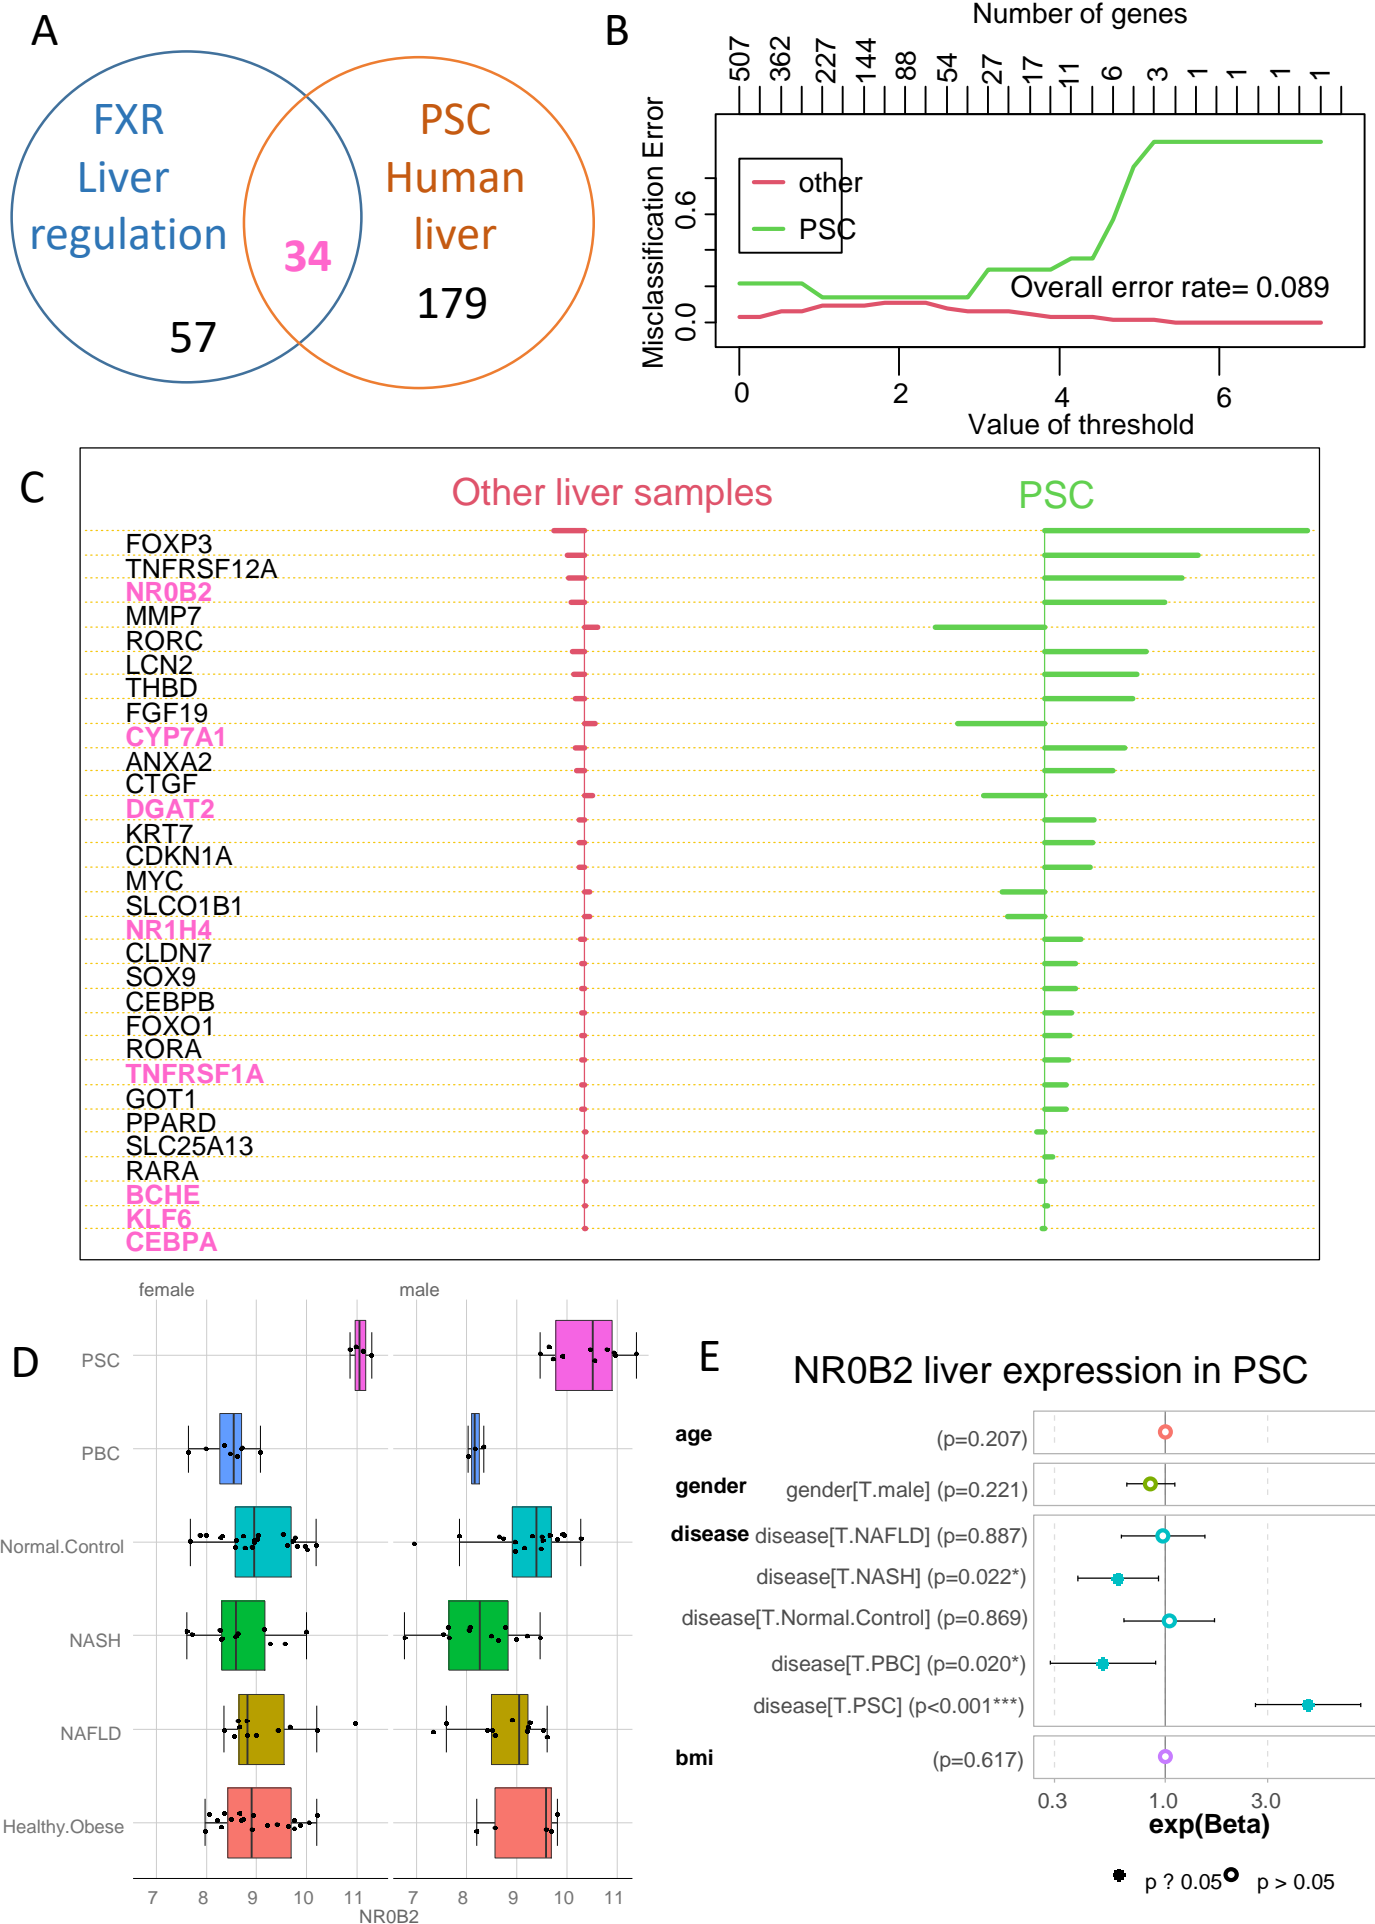 A
FXR
Liver
regulation
34
57
PSC
Human
liver
179
B
Number of genes
507 362 227 144 88 54 27 17 11 6 3 1 1 1 1
Misclassification Error
0.0 0.6
other
PSC
Overall error rate= 0.089
0 2 4 6
Value of threshold
C
Other liver samples
PSC
FOXP3
TNFRSF12A
NR0B2
MMP7
RORC
LCN2
THBD
FGF19
CYP7A1
ANXA2
CTGF
DGAT2
KRT7
CDKN1A
MYC
SLCO1B1
NR1H4
CLDN7
SOX9
CEBPB
FOXO1
RORA
TNFRSF1A
GOT1
PPARD
SLC25A13
RARA
BCHE
KLF6
CEBPA
D
female male
PSC
PBC
Normal.Control
NASH
NAFLD
Healthy.Obese
7 8 9 10 11 7 8 9 10 11
NR0B2
E
NR0B2 liver expression in PSC
age (p=0.207)
gender gender[T.male] (p=0.221)
disease disease[T.NAFLD] (p=0.887)
disease[T.NASH] (p=0.022*)
disease[T.Normal.Control] (p=0.869)
disease[T.PBC] (p=0.020*)
disease[T.PSC] (p<0.001***)
bmi (p=0.617)
0.3 1.0 3.0
exp(Beta)
p ? 0.05 p > 0.05